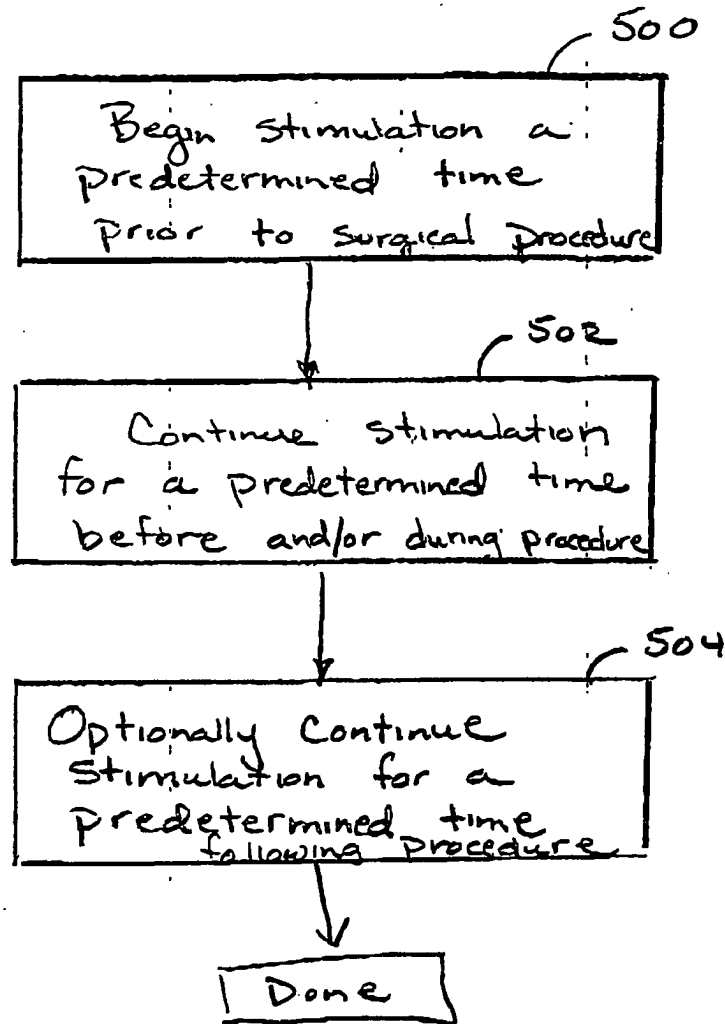 500
Begin stimulation a
predetermined time
prior to surgical procedure
502
Continue stimulation
for a predetermined time
before and/or during procedure
504
Optionally Continue
Stimulation for a
predetermined time
following procedure
Done